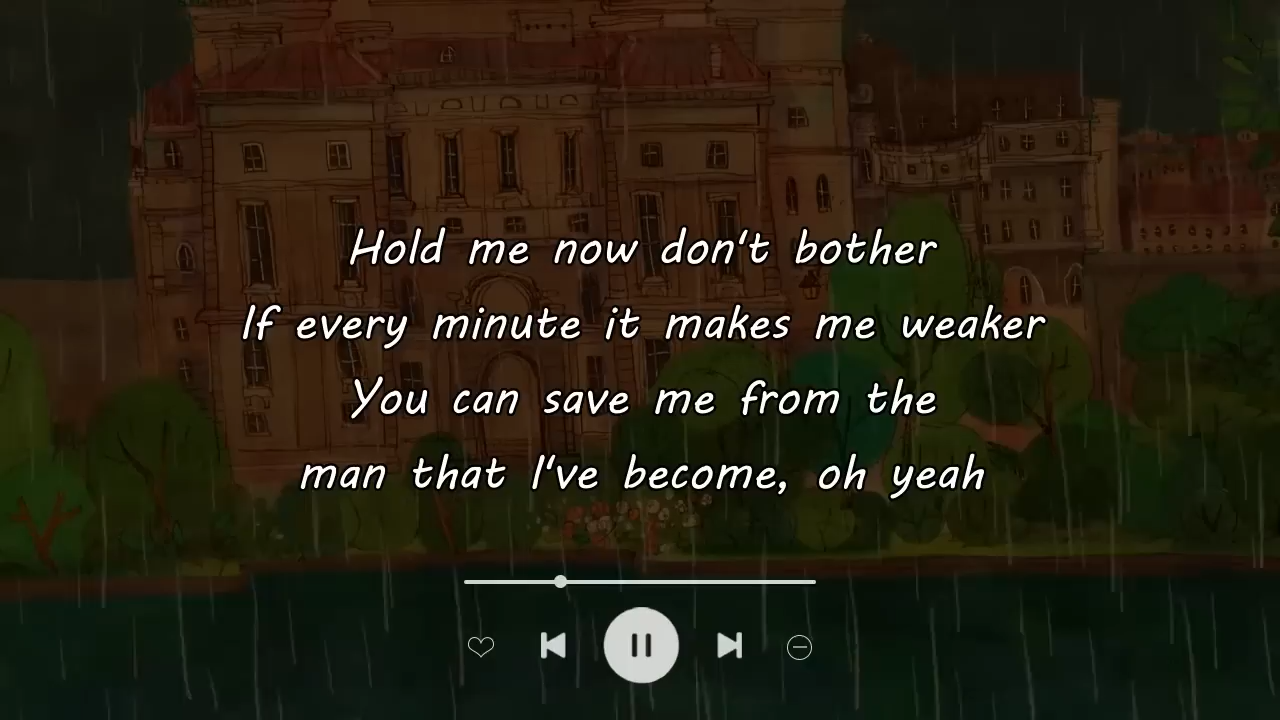 Hold me now don't bother
If every minute it makes me weaker
You can save me from the
man that I've become, oh yeah